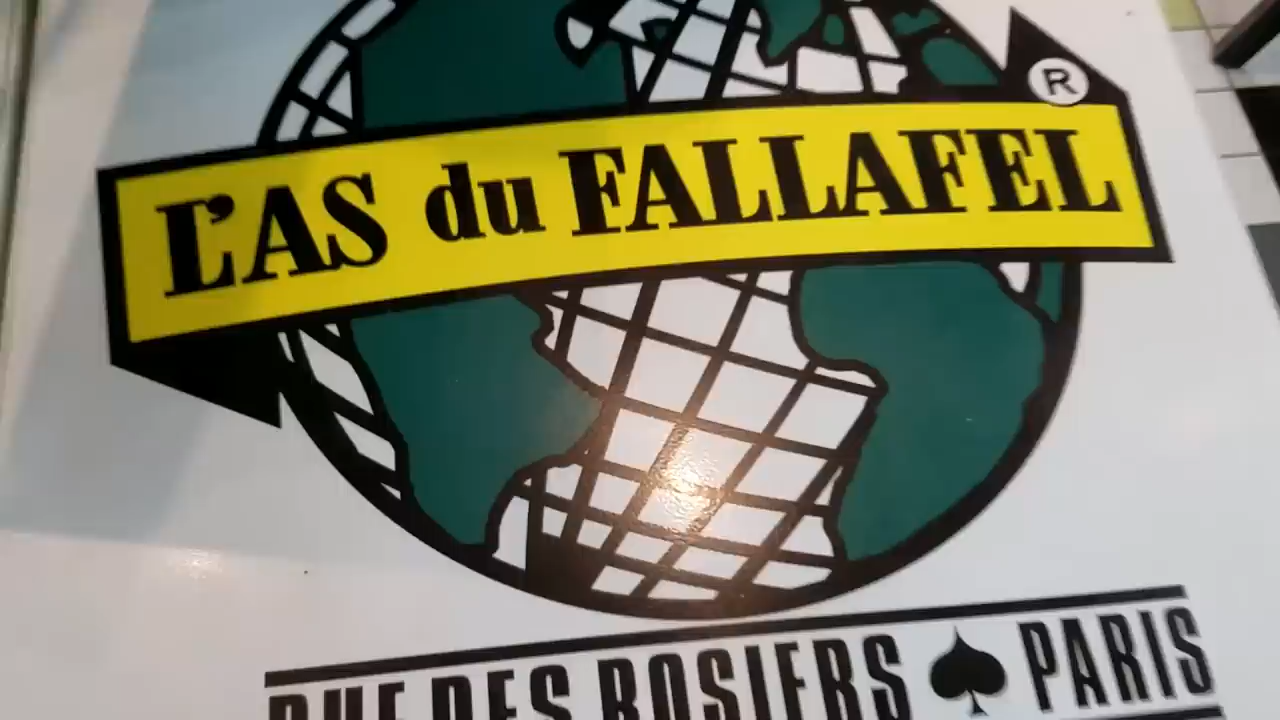 L'AS du FALLAFEL
®
RUE DES ROSIERS ♠ PARIS